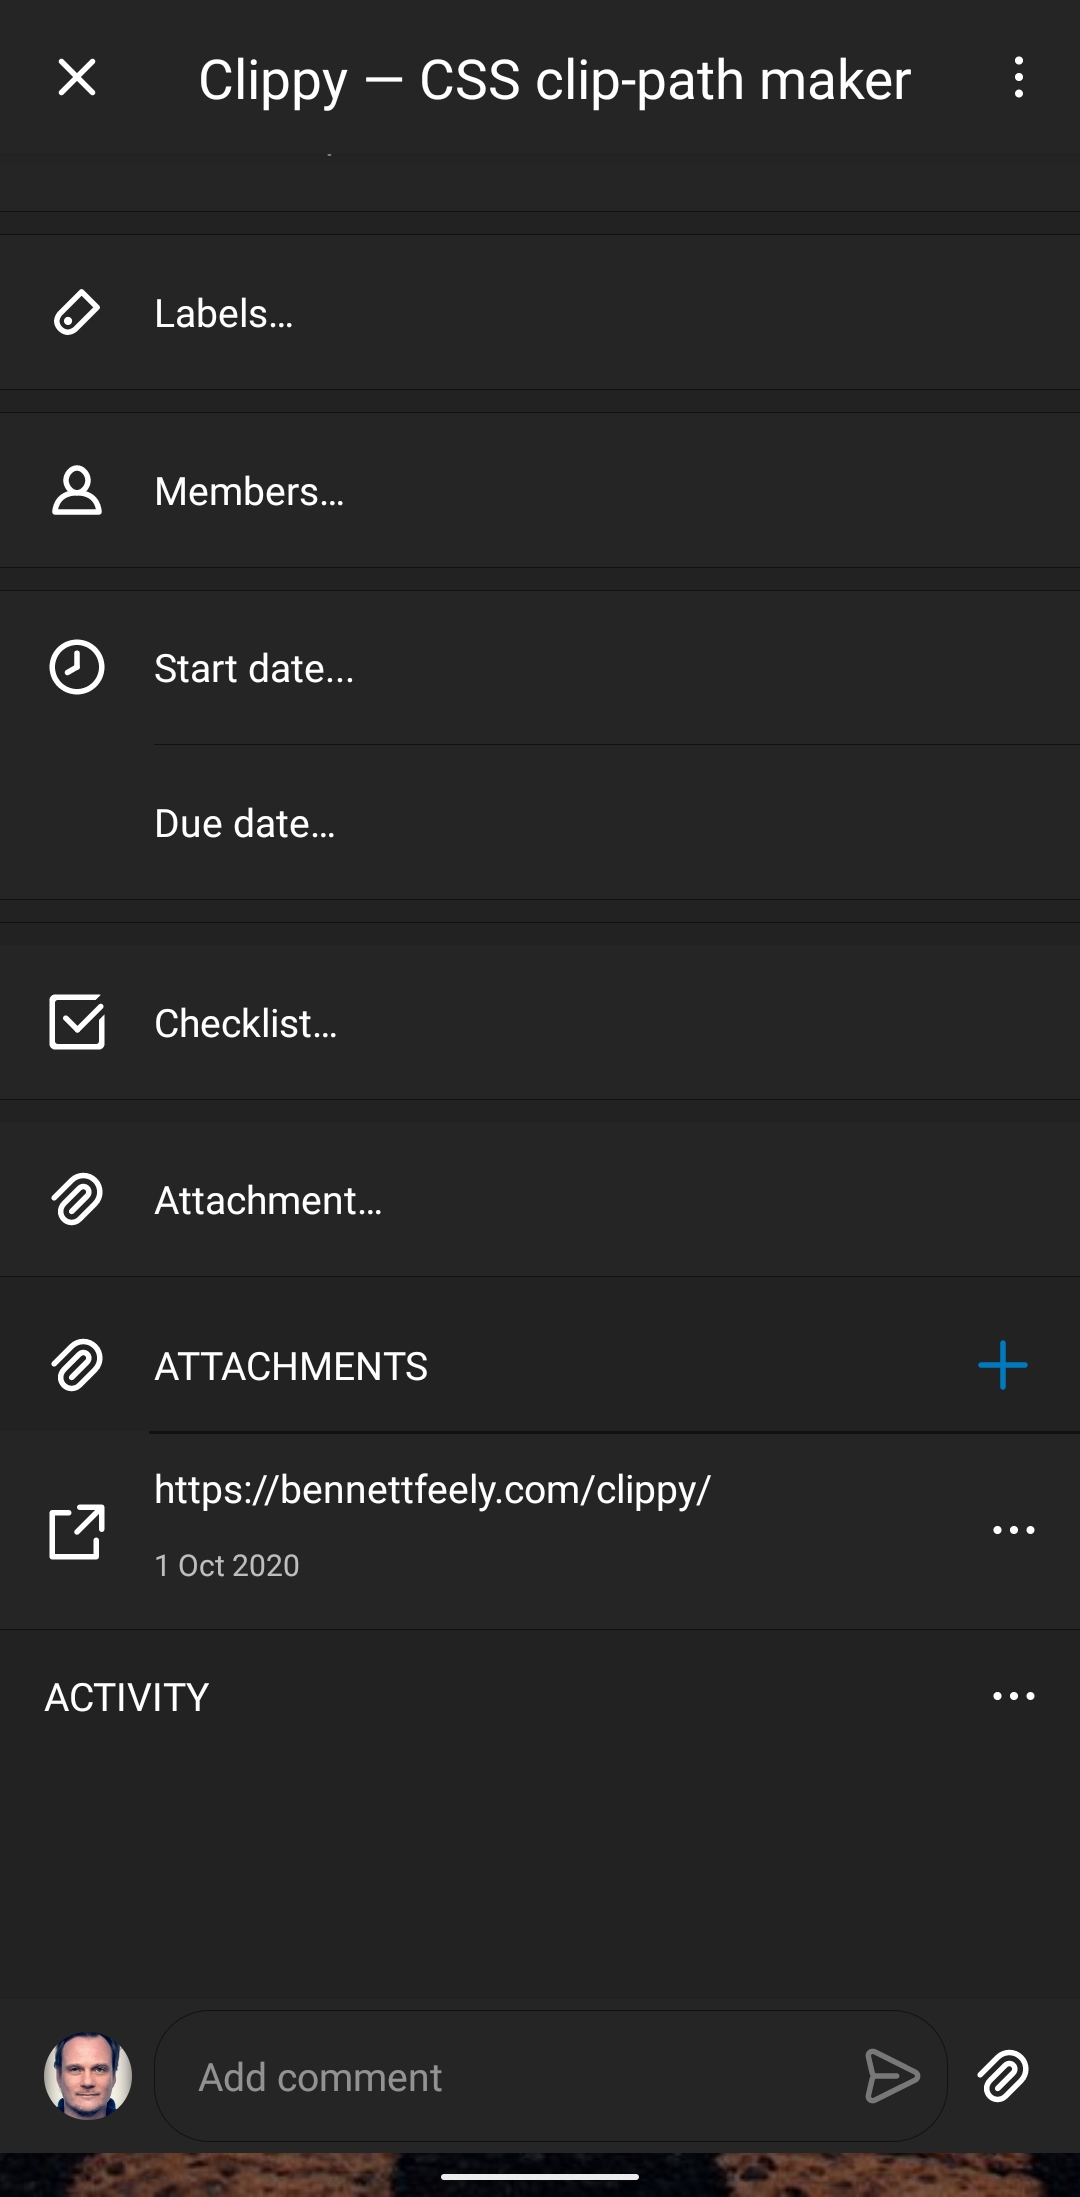 Clippy — CSS clip-path maker
Labels…
Members…
Start date...
Due date…
Checklist…
Attachment…
ATTACHMENTS
https://bennettfeely.com/clippy/
1 Oct 2020
ACTIVITY
Add comment